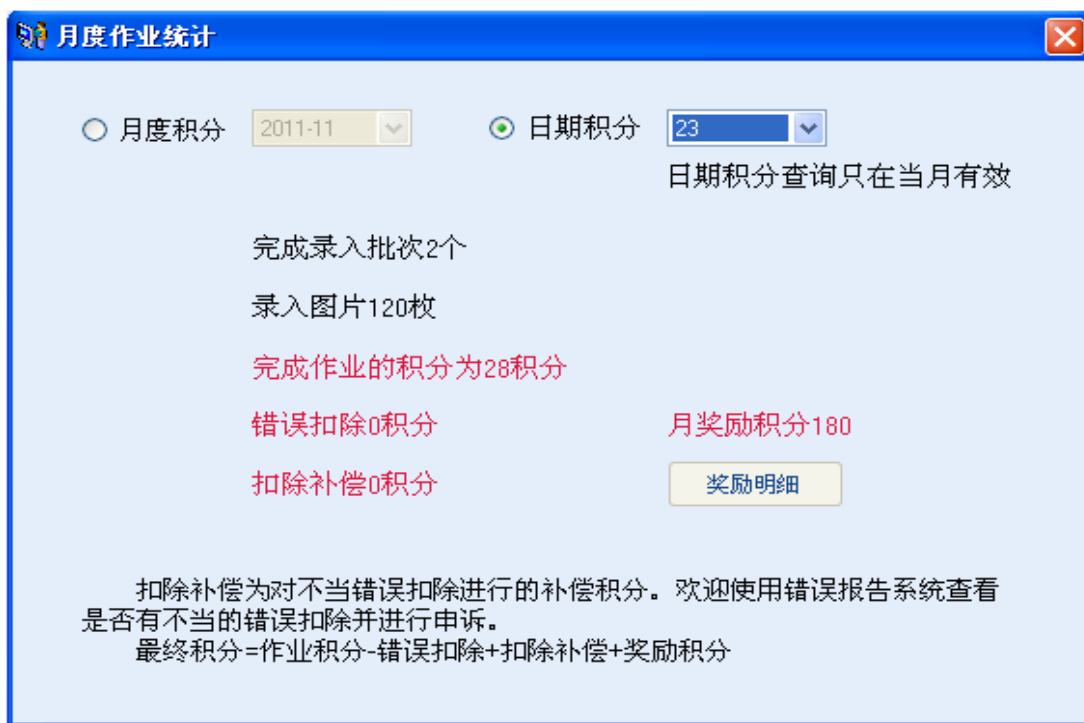 月度作业统计
月度积分 2011-11 日期积分 23
日期积分查询只在当月有效
完成录入批次2个
录入图片120枚
完成作业的积分为28积分
错误扣除0积分 月奖励积分180
扣除补偿0积分 奖励明细
扣除补偿为对不当错误扣除进行的补偿积分。欢迎使用错误报告系统查看
是否有不当的错误扣除并进行申诉。
最终积分=作业积分-错误扣除+扣除补偿+奖励积分